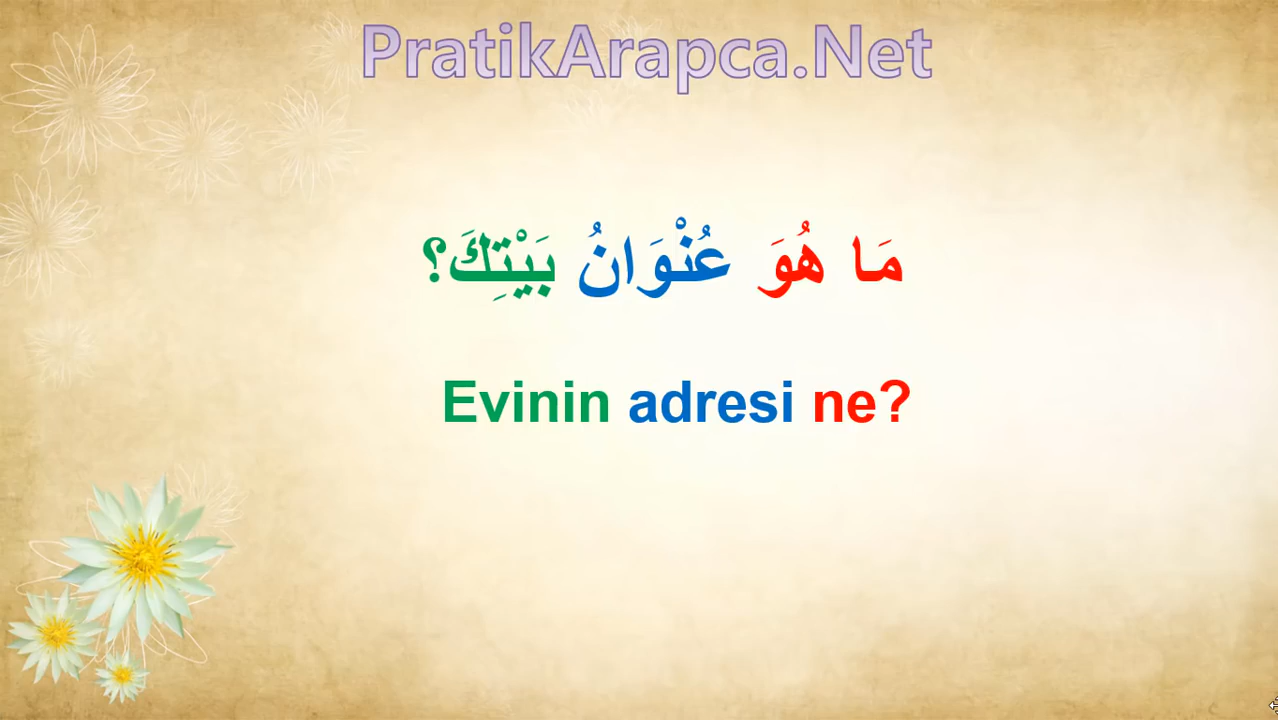 PratikArapca.Net
مَا هُوَ عُنْوَانُ بَيْتِكَ؟
Evinin adresi ne?